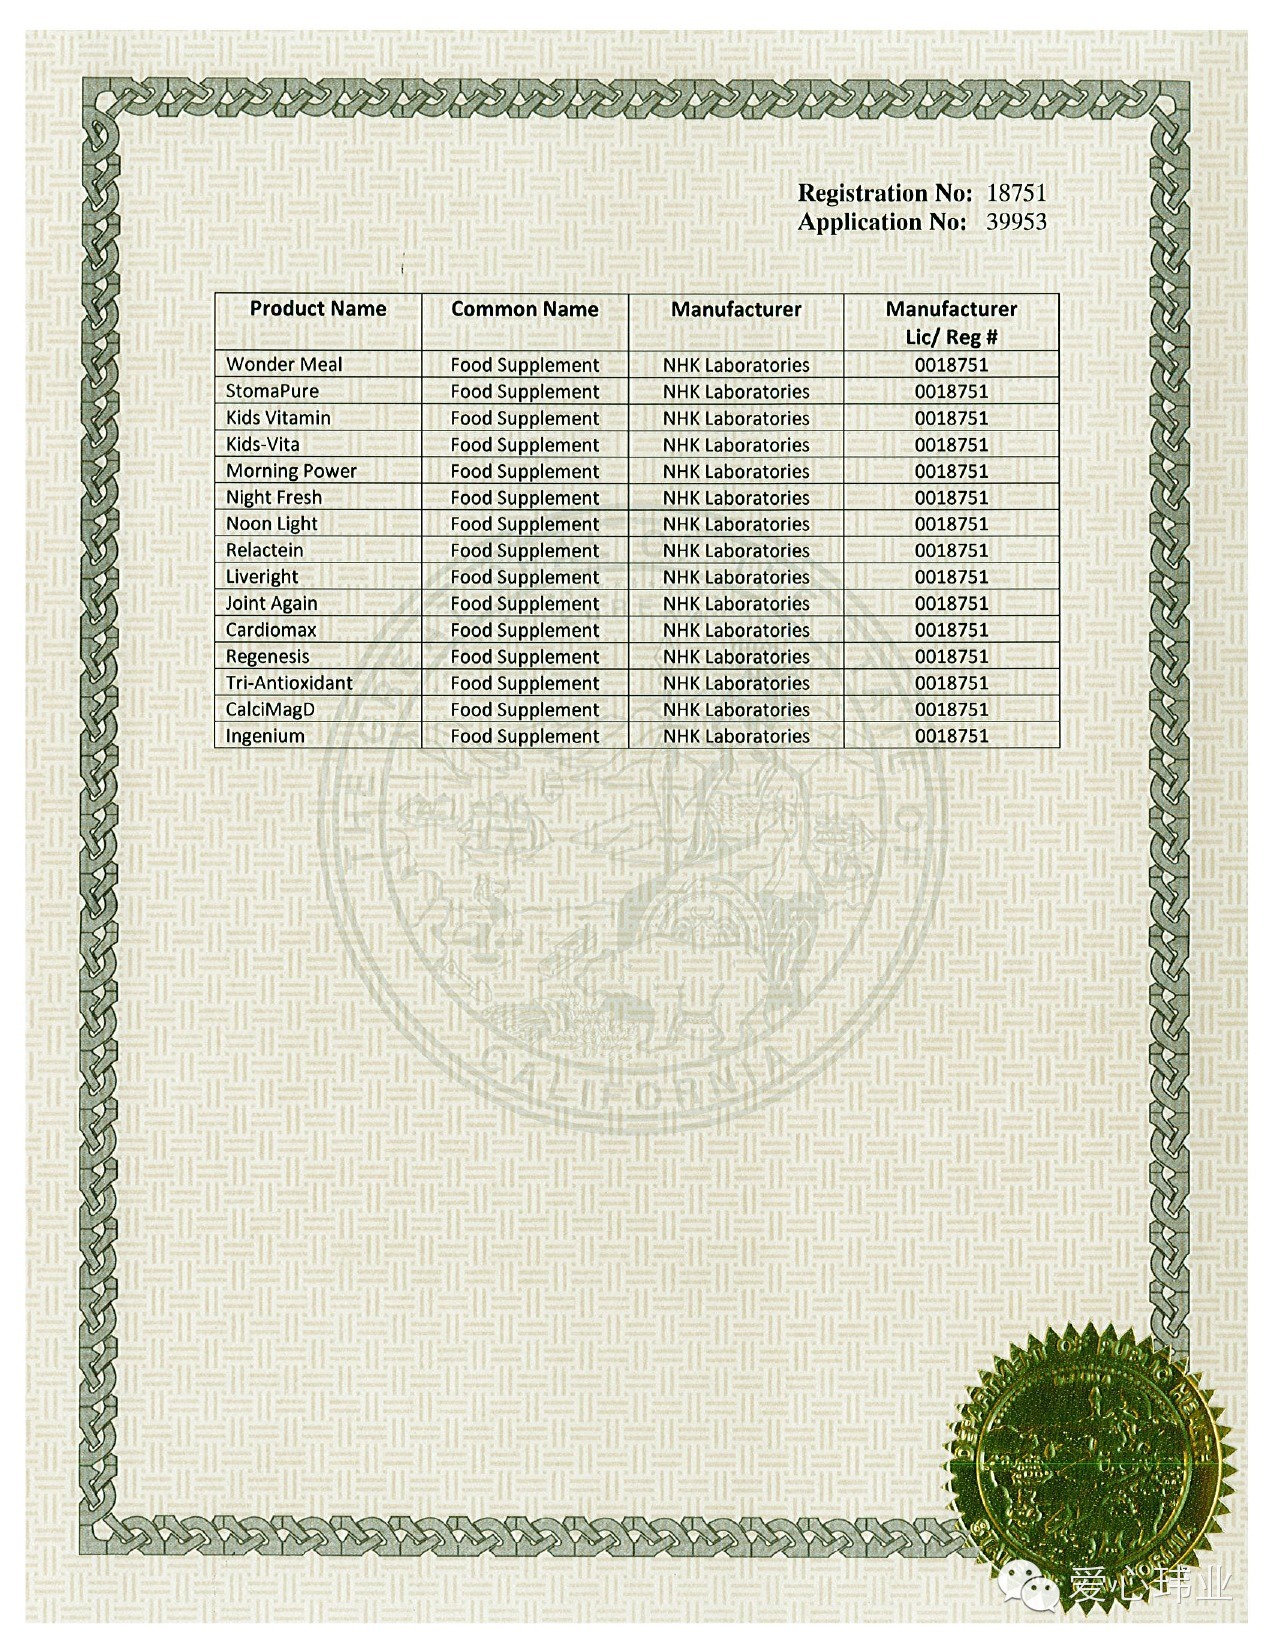 Registration No: 18751
Application No: 39953
Product Name Common Name Manufacturer Manufacturer Lic/ Reg #
Wonder Meal Food Supplement NHK Laboratories 0018751
StomaPure Food Supplement NHK Laboratories 0018751
Kids Vitamin Food Supplement NHK Laboratories 0018751
Kids-Vita Food Supplement NHK Laboratories 0018751
Morning Power Food Supplement NHK Laboratories 0018751
Night Fresh Food Supplement NHK Laboratories 0018751
Noon Light Food Supplement NHK Laboratories 0018751
Relactein Food Supplement NHK Laboratories 0018751
Liveright Food Supplement NHK Laboratories 0018751
Joint Again Food Supplement NHK Laboratories 0018751
Cardiomax Food Supplement NHK Laboratories 0018751
Regenesis Food Supplement NHK Laboratories 0018751
Tri-Antioxidant Food Supplement NHK Laboratories 0018751
CalciMagD Food Supplement NHK Laboratories 0018751
Ingenium Food Supplement NHK Laboratories 0018751
CALIFORNIA
DEPARTMENT OF PUBLIC
爱心玮业